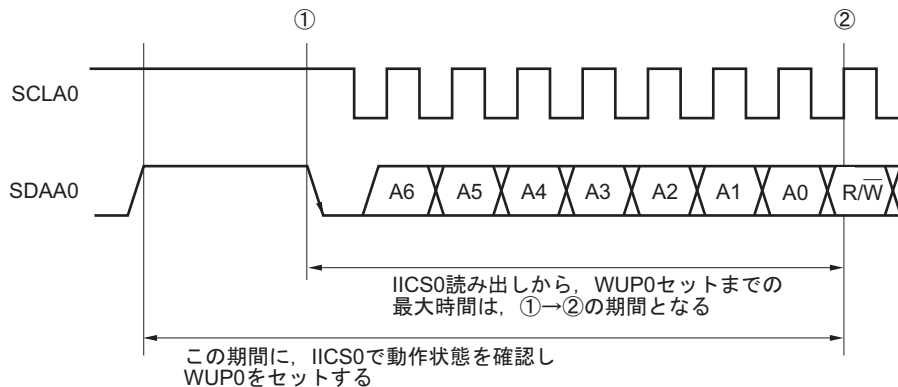 ① ②
SCLA0
SDAA0 A6 A5 A4 A3 A2 A1 A0 R/W̅
IICS0読み出しから，WUP0セットまでの
最大時間は，①→②の期間となる
この期間に，IICS0で動作状態を確認し
WUP0をセットする